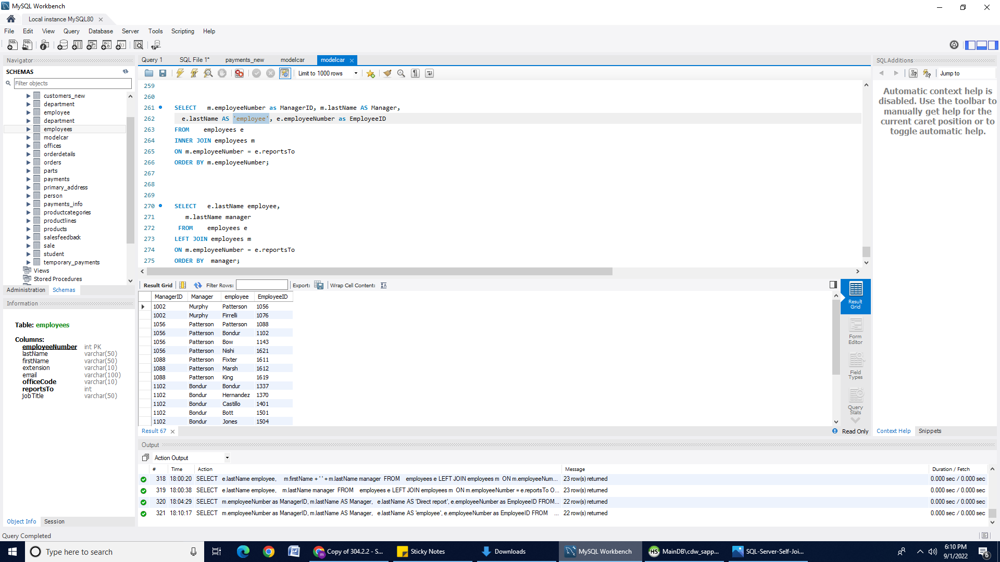 MySQL Workbench
Local instance MySQL80
File Edit View Query Database Server Tools Scripting Help
Navigator
SCHEMAS
Filter objects
customers_new
department
employee
department
employees
modelcar
offices
orderdetails
orders
parts
payments
primary_address
person
payments_info
productcategories
productlines
products
salesfeedback
sale
student
temporary_payments
Views
Stored Procedures
Administration Schemas
Information
Table: employees
Columns:
employeeNumber int PK
lastName varchar(50)
firstName varchar(50)
extension varchar(10)
email varchar(100)
officeCode varchar(10)
reportsTo int
jobTitle varchar(50)
Object Info Session
Query Completed
Query 1 SQL File 1* payments_new modelcar modelcar
Limit to 1000 rows
259
260
261 SELECT m.employeeNumber as ManagerID, m.lastName AS Manager,
262 e.lastName AS 'employee', e.employeeNumber as EmployeeID
263 FROM employees e
264 INNER JOIN employees m
265 ON m.employeeNumber = e.reportsTo
266 ORDER BY m.employeeNumber;
267
268
269
270 SELECT e.lastName employee,
271 m.lastName manager
272 FROM employees e
273 LEFT JOIN employees m
274 ON m.employeeNumber = e.reportsTo
275 ORDER BY manager;
Result Grid Filter Rows: Export: Wrap Cell Content:
ManagerID Manager employee EmployeeID
1002 Murphy Patterson 1056
1002 Murphy Firrelli 1076
1056 Patterson Patterson 1088
1056 Patterson Bondur 1102
1056 Patterson Bow 1143
1056 Patterson Nishi 1621
1088 Patterson Fixter 1611
1088 Patterson Marsh 1612
1088 Patterson King 1619
1102 Bondur Bondur 1337
1102 Bondur Hernandez 1370
1102 Bondur Castillo 1401
1102 Bondur Bott 1501
1102 Bondur Jones 1504
Result 67
Result
Grid
Form
Editor
Field
Types
Query
Stats
Read Only
SQLAdditions
Jump to
Automatic context help is
disabled. Use the toolbar to
manually get help for the
current caret position or to
toggle automatic help.
Context Help Snippets
Output
Action Output
# Time Action Message Duration / Fetch
318 18:00:20 SELECT e.lastName employee, m.firstName + ' ' + m.lastName manager FROM employees e LEFT JOIN employees m ON m.employeeNum... 23 row(s) returned 0.000 sec / 0.000 sec
319 18:00:38 SELECT e.lastName employee, m.lastName manager FROM employees e LEFT JOIN employees m ON m.employeeNumber = e.reportsTo O... 23 row(s) returned 0.000 sec / 0.000 sec
320 18:04:29 SELECT m.employeeNumber as ManagerID, m.lastName AS Manager, e.lastName AS 'Direct report', e.employeeNumber as EmployeeID FROM... 22 row(s) returned 0.000 sec / 0.000 sec
321 18:10:17 SELECT m.employeeNumber as ManagerID, m.lastName AS Manager, e.lastName AS 'employee', e.employeeNumber as EmployeeID FROM ... 22 row(s) returned 0.000 sec / 0.000 sec
Type here to search
Copy of 304.2.2 - S...
Sticky Notes
Downloads
MySQL Workbench
HS MainDB\cdw_sapp...
SQL-Server-Self-Joi...
6:10 PM
9/1/2022
6